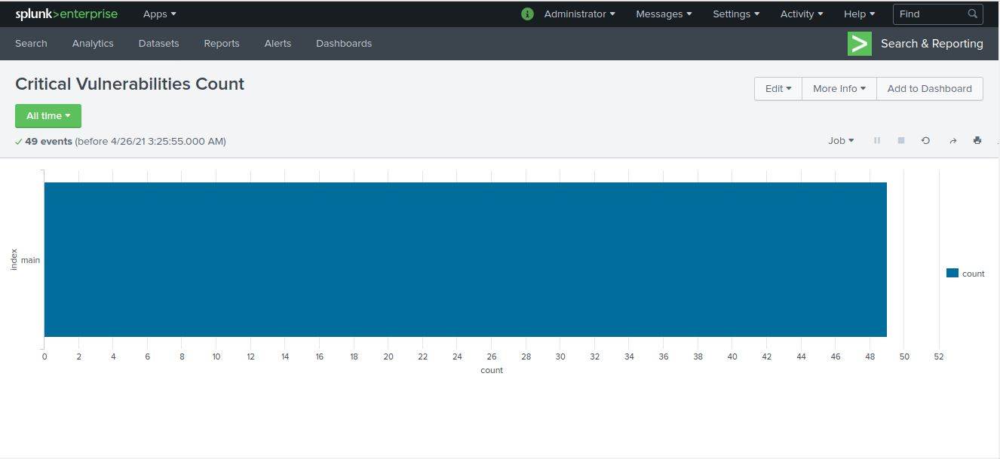 splunk>enterprise Apps Administrator Messages Settings Activity Help Find
Search Analytics Datasets Reports Alerts Dashboards Search & Reporting
Critical Vulnerabilities Count
Edit More Info Add to Dashboard
All time
49 events (before 4/26/21 3:25:55.000 AM) Job
index
main
count
0 2 4 6 8 10 12 14 16 18 20 22 24 26 28 30 32 34 36 38 40 42 44 46 48 50 52
count